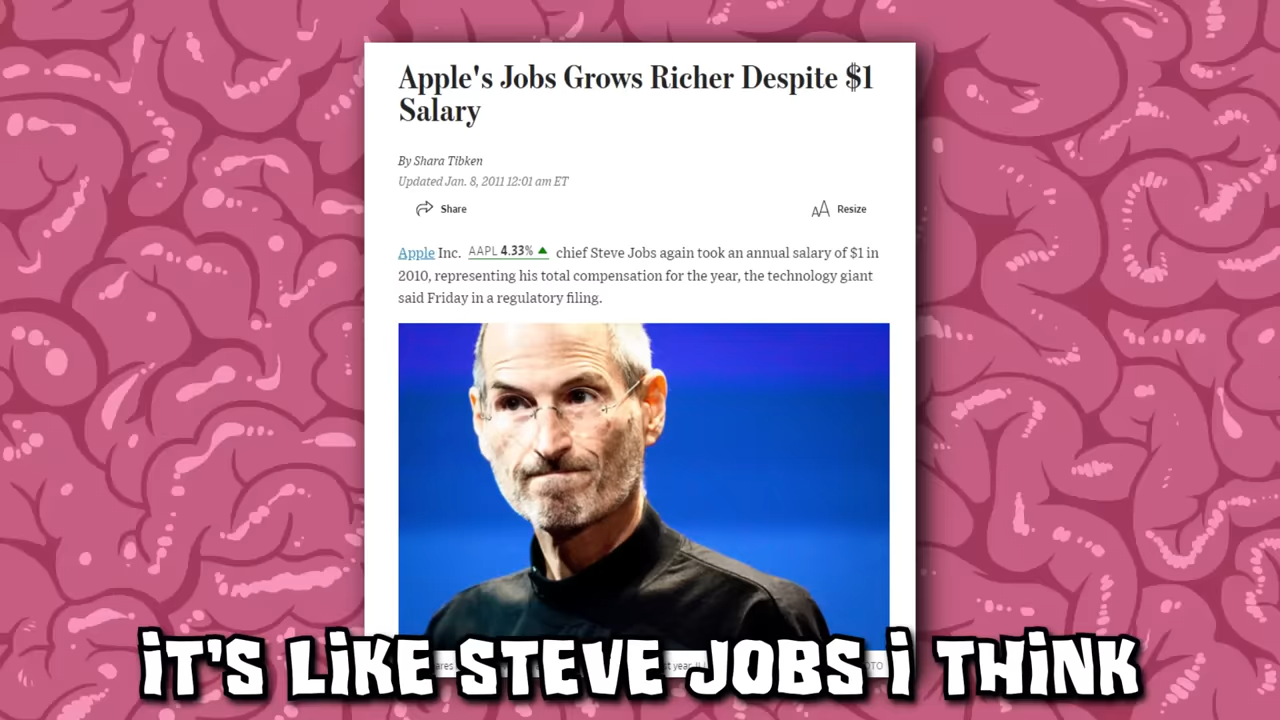 Apple's Jobs Grows Richer Despite $1
Salary
By Shara Tibken
Updated Jan. 8, 2011 12:01 am ET
Share
AA Resize
Apple Inc. AAPL 4.33% ▲ chief Steve Jobs again took an annual salary of $1 in
2010, representing his total compensation for the year, the technology giant
said Friday in a regulatory filing.
IT'S LIKE STEVE JOBS I THINK